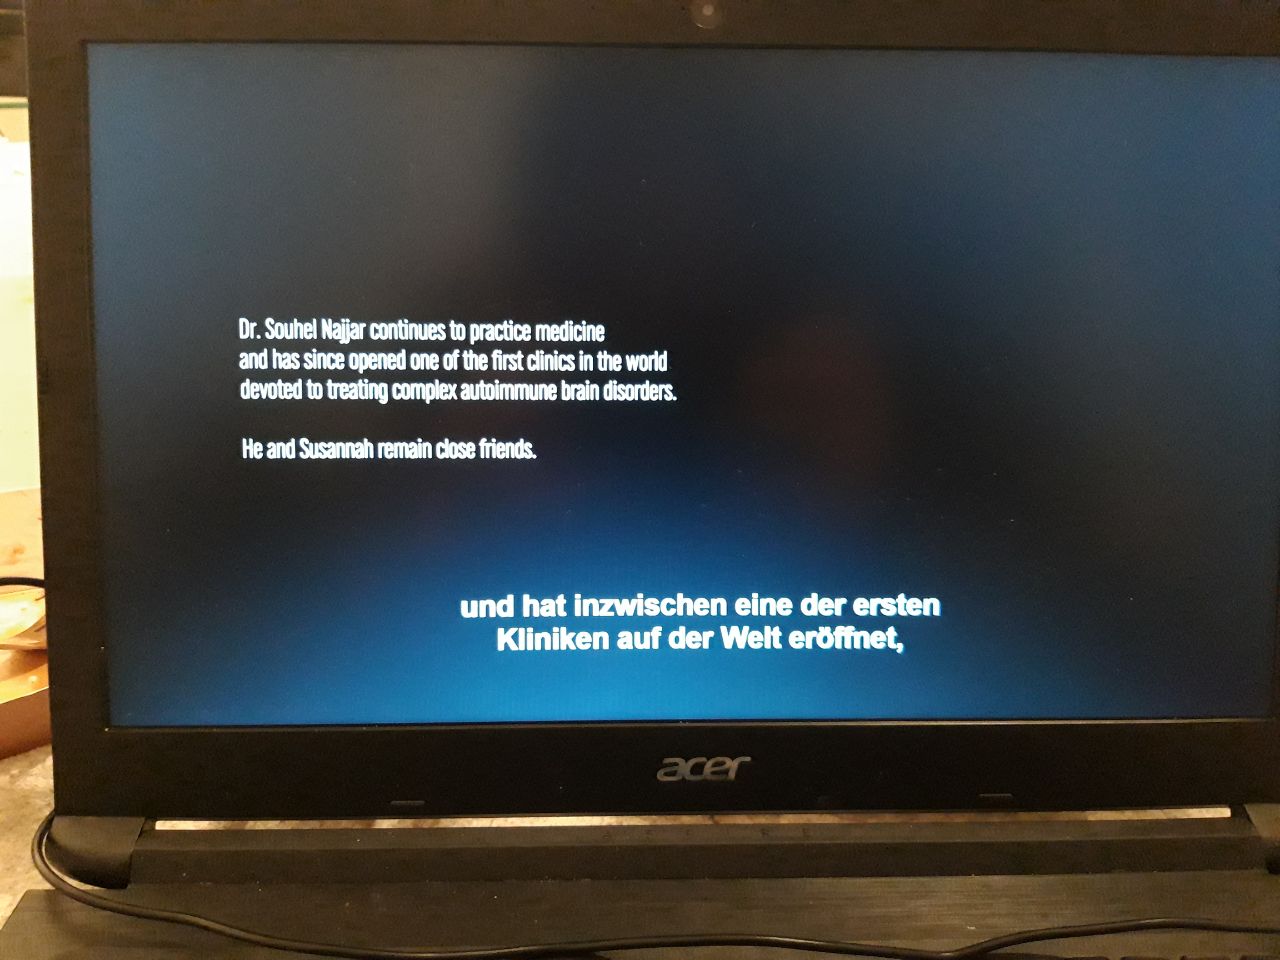 Dr. Souhel Najjar continues to practice medicine
and has since opened one of the first clinics in the world
devoted to treating complex autoimmune brain disorders.
He and Susannah remain close friends.
und hat inzwischen eine der ersten
Kliniken auf der Welt eröffnet,
acer